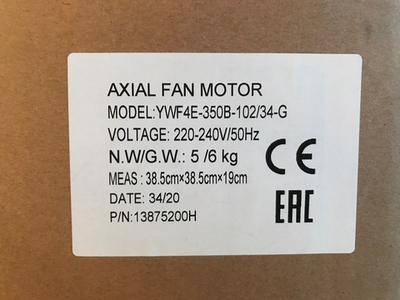 AXIAL FAN MOTOR
MODEL:YWF4E-350B-102/34-G
VOLTAGE: 220-240V/50Hz
N.W/G.W.: 5 /6 kg
MEAS : 38.5cm×38.5cm×19cm
DATE: 34/20
P/N:13875200H
CE
EAC